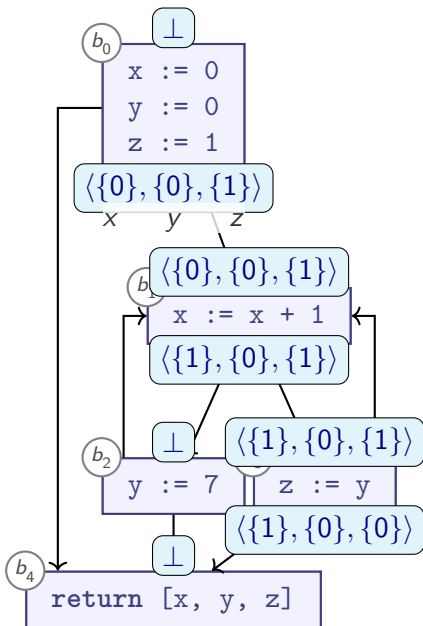 ⊥
b₀
x := 0
y := 0
z := 1
⟨{0}, {0}, {1}⟩
x y z
⟨{0}, {0}, {1}⟩
x := x + 1
⟨{1}, {0}, {1}⟩
⊥
⟨{1}, {0}, {1}⟩
b₂
y := 7
z := y
⟨{1}, {0}, {0}⟩
⊥
b₄
return [x, y, z]